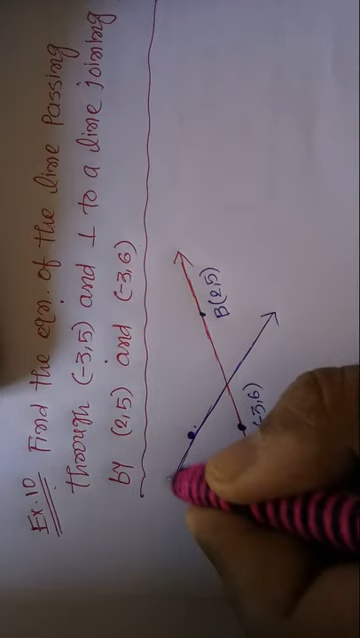 Ex.10 Find the eqn. of the line passing
through (-3,5) and ⊥ to a line joining
by (2,5) and (-3,6)
B(2,5)
(-3,6)